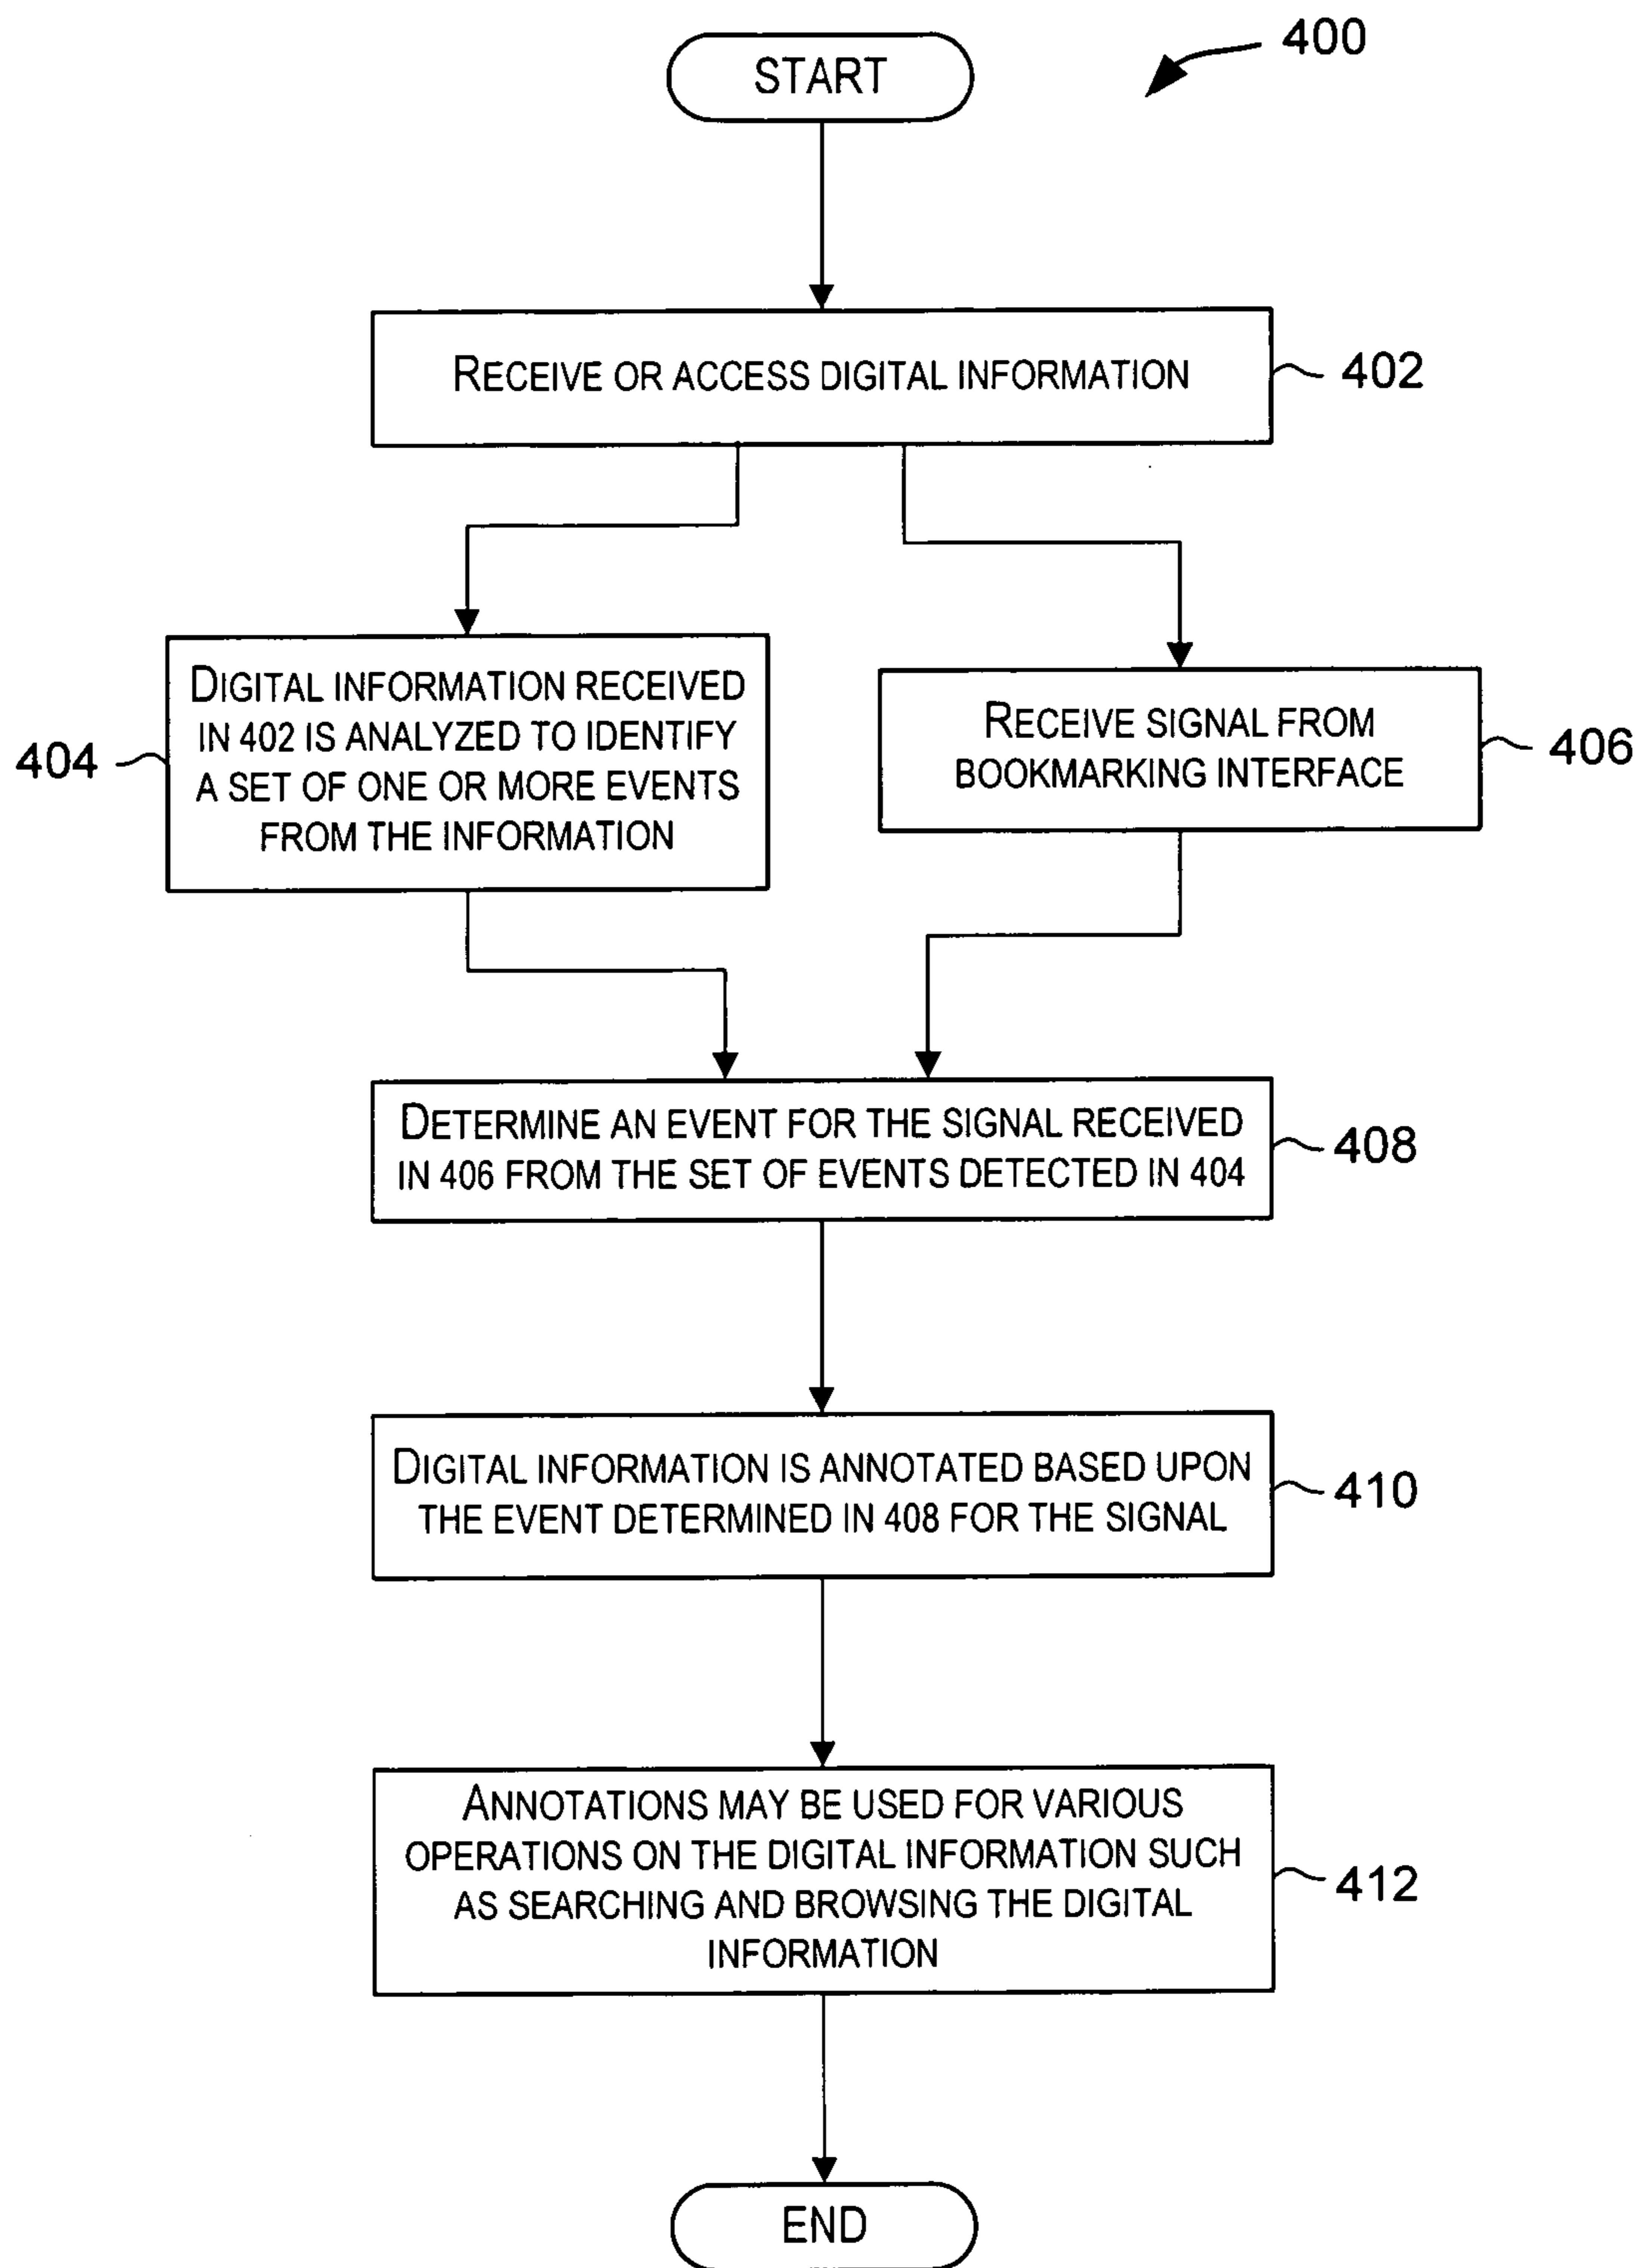 START
400
RECEIVE OR ACCESS DIGITAL INFORMATION
402
DIGITAL INFORMATION RECEIVED
IN 402 IS ANALYZED TO IDENTIFY
A SET OF ONE OR MORE EVENTS
FROM THE INFORMATION
404
RECEIVE SIGNAL FROM
BOOKMARKING INTERFACE
406
DETERMINE AN EVENT FOR THE SIGNAL RECEIVED
IN 406 FROM THE SET OF EVENTS DETECTED IN 404
408
DIGITAL INFORMATION IS ANNOTATED BASED UPON
THE EVENT DETERMINED IN 408 FOR THE SIGNAL
410
ANNOTATIONS MAY BE USED FOR VARIOUS
OPERATIONS ON THE DIGITAL INFORMATION SUCH
AS SEARCHING AND BROWSING THE DIGITAL
INFORMATION
412
END